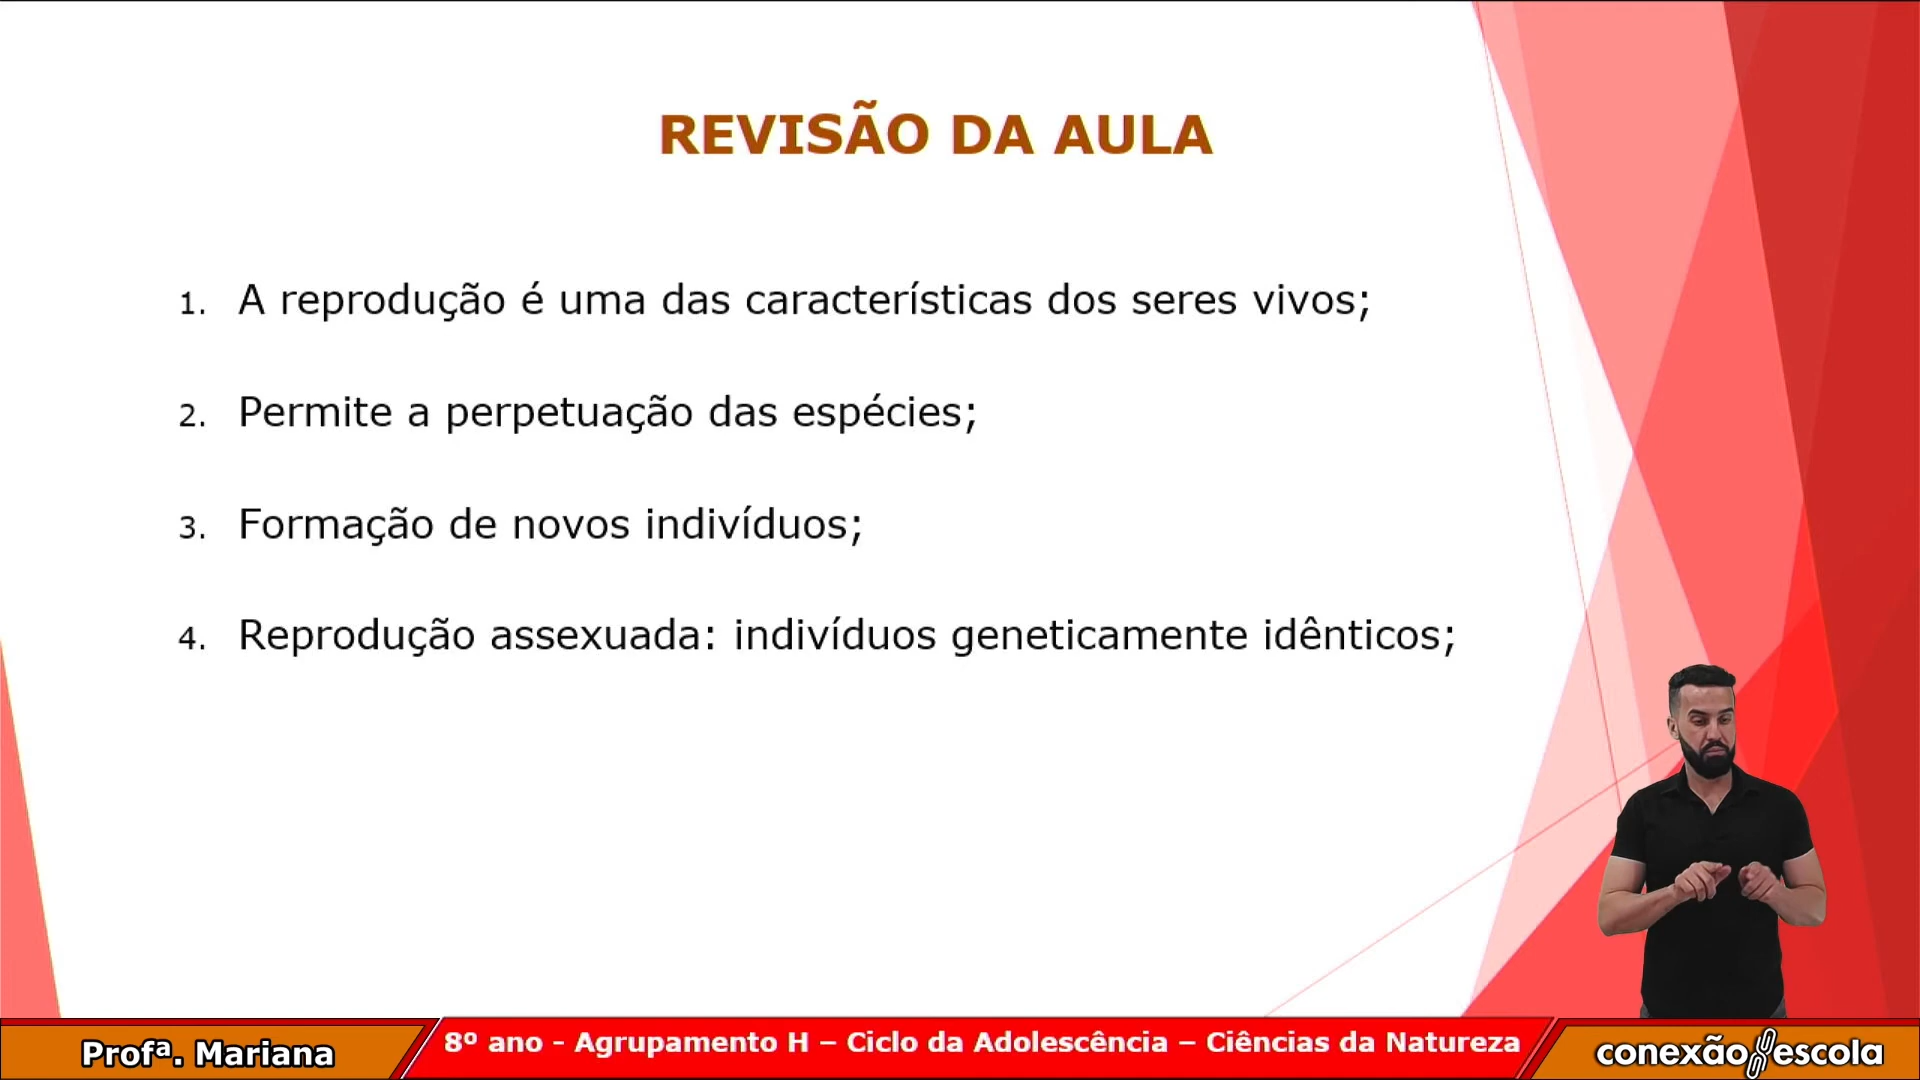 REVISÃO DA AULA
1. A reprodução é uma das características dos seres vivos;
2. Permite a perpetuação das espécies;
3. Formação de novos indivíduos;
4. Reprodução assexuada: indivíduos geneticamente idênticos;
Profª. Mariana
8º ano - Agrupamento H – Ciclo da Adolescência – Ciências da Natureza
conexão escola